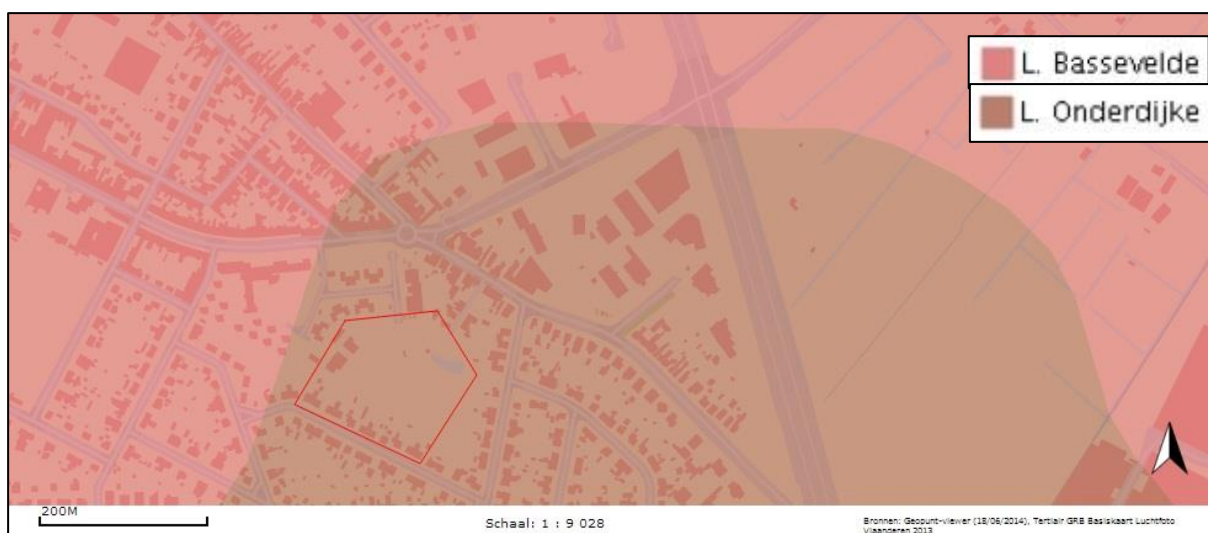 L. Bassevelde
L. Onderdijke
200M
Schaal: 1 : 9 028
Bronnen: Geopunt-viewer (18/06/2014), Tertiair GRB Basiskaart Luchtfoto
Vlaanderen 2013